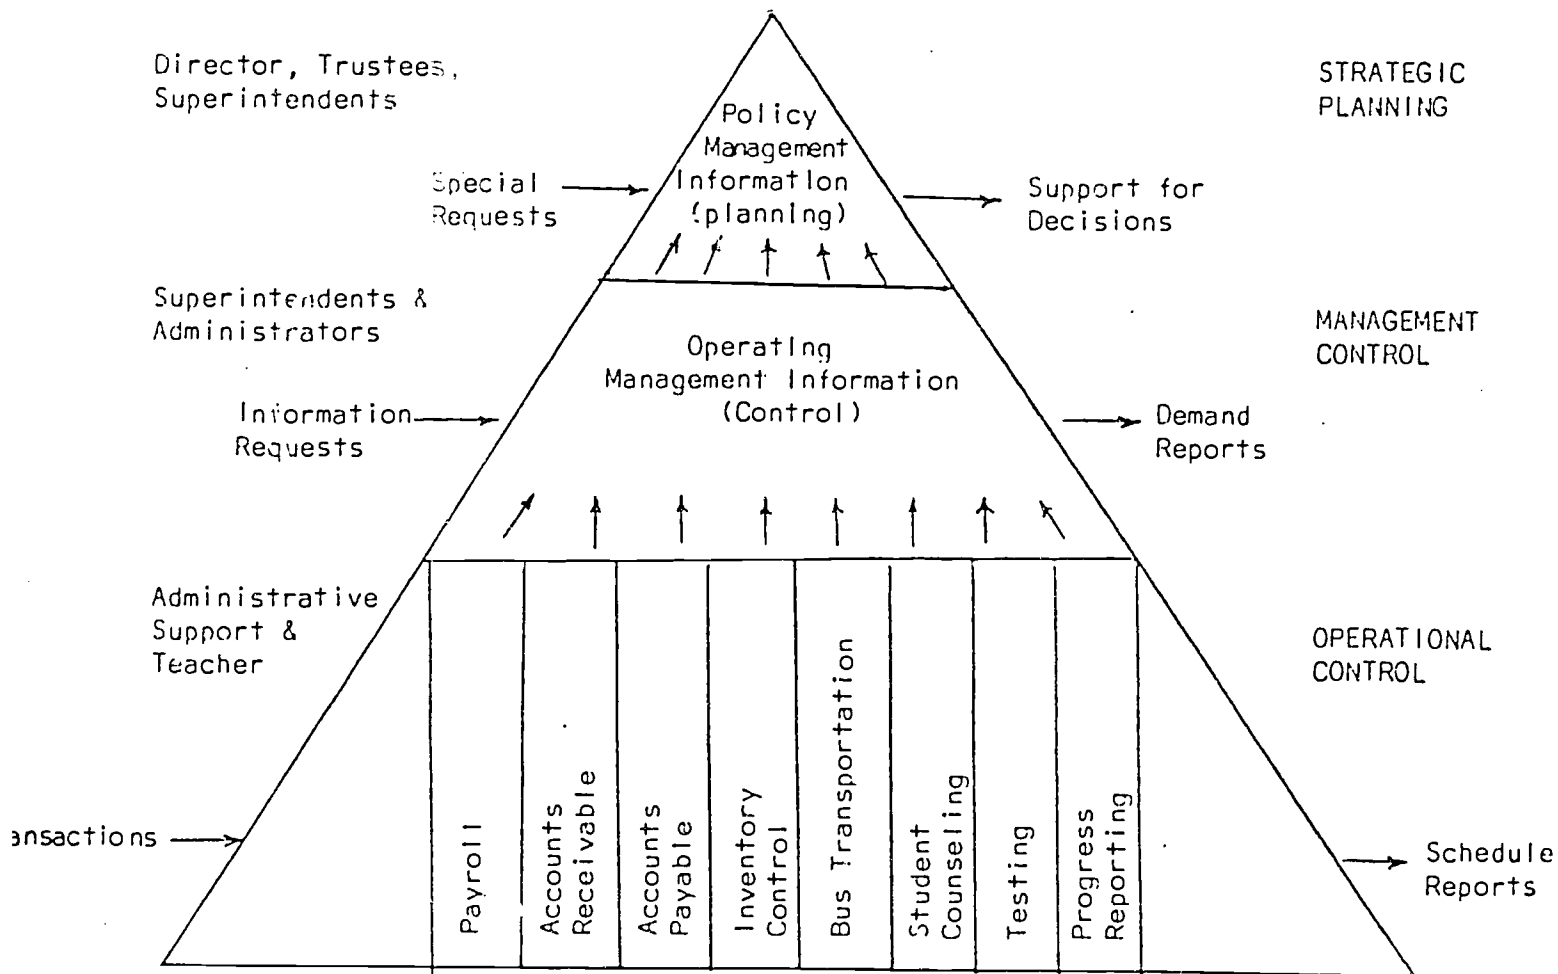 Director, Trustees,
Superintendents
Policy
Management
Information
(planning)
STRATEGIC
PLANNING
Special
Requests
Support for
Decisions
Superintendents &
Administrators
Operating
Management Information
(Control)
MANAGEMENT
CONTROL
Information
Requests
Demand
Reports
Administrative
Support &
Teacher
OPERATIONAL
CONTROL
ansactions
Payroll
Accounts
Receivable
Accounts
Payable
Inventory
Control
Bus Transportation
Student
Counseling
Testing
Progress
Reporting
Schedule
Reports